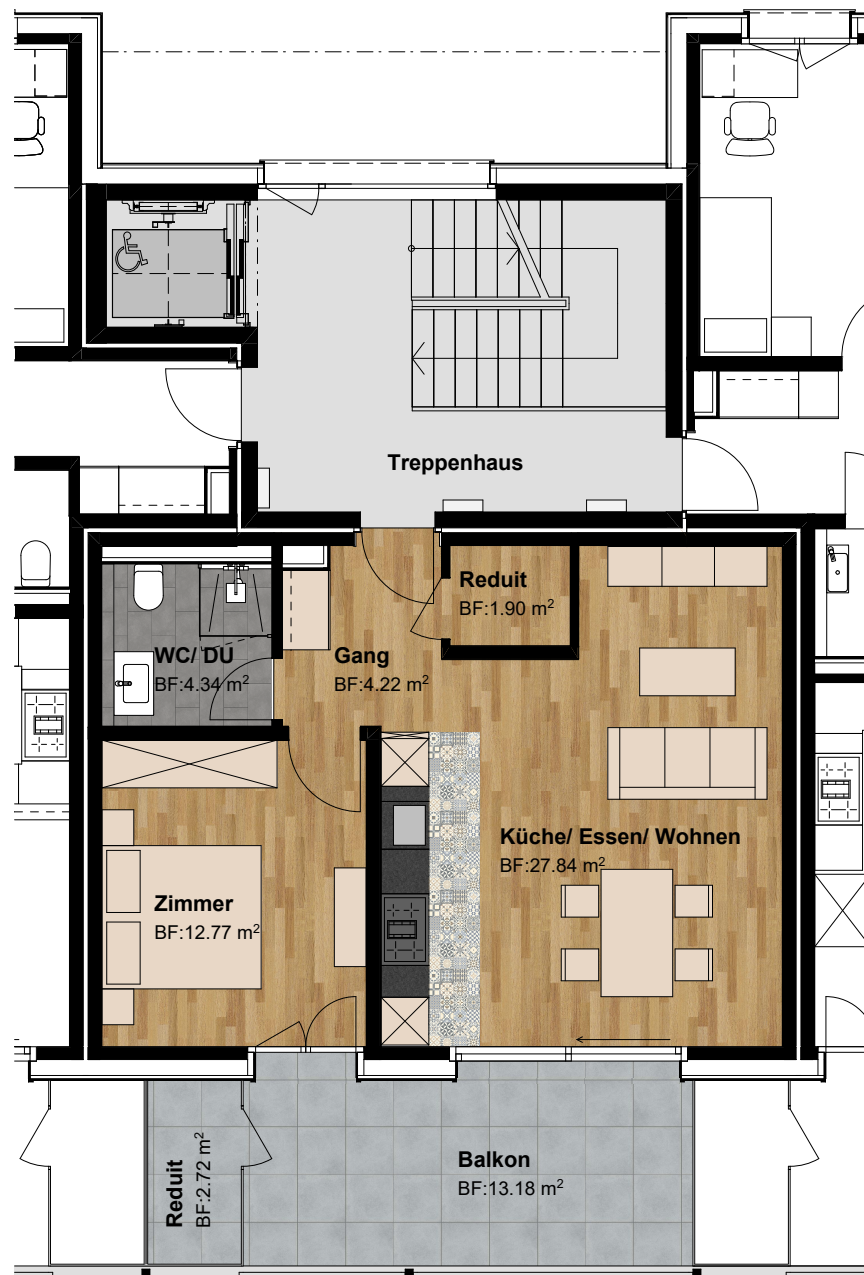 Treppenhaus
Reduit
BF:1.90 m²
WC/ DU
BF:4.34 m²
Gang
BF:4.22 m²
Küche/ Essen/ Wohnen
BF:27.84 m²
Zimmer
BF:12.77 m²
Reduit
BF:2.72 m²
Balkon
BF:13.18 m²